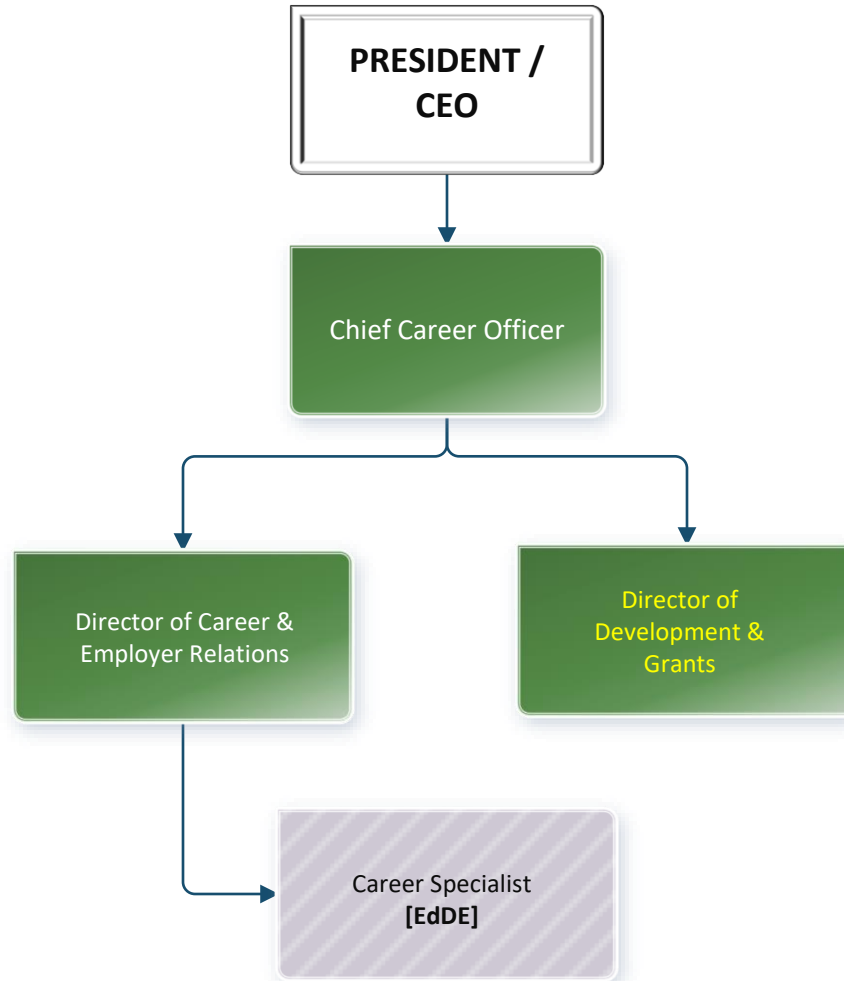 PRESIDENT /
CEO
Chief Career Officer
Director of Career &
Employer Relations
Director of
Development &
Grants
Career Specialist
[EdDE]